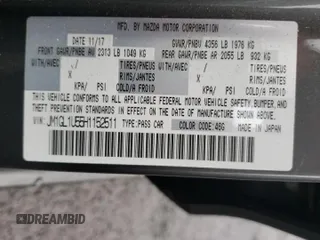 MFD. BY MAZDA MOTOR CORPORATION
DATE 11/17 GVWR/PNBV 4356 LB 1976 KG
FRONT GAWR/PNBE AV 2313 LB 1049 KG REAR GAWR/PNBE AR 2055 LB 932 KG
WITH/AVEC TIRES/PNEUS WITH/AVEC TIRES/PNEUS
RIMS/JANTES RIMS/JANTES
KPA/ PSI/ COLD/A FROID KPA/ PSI/ COLD/A FROID
THIS VEHICLE CONFORMS TO ALL APPLICABLE FEDERAL MOTOR VEHICLE SAFETY, BUMPER,
AND THEFT PREVENTION STANDARDS IN EFFECT ON THE DATE OF MANUFACTURE SHOWN ABOVE.
VIN: TYPE: PASS CAR COLOR CODE: 46G MADE IN JAPAN
DREAMBID